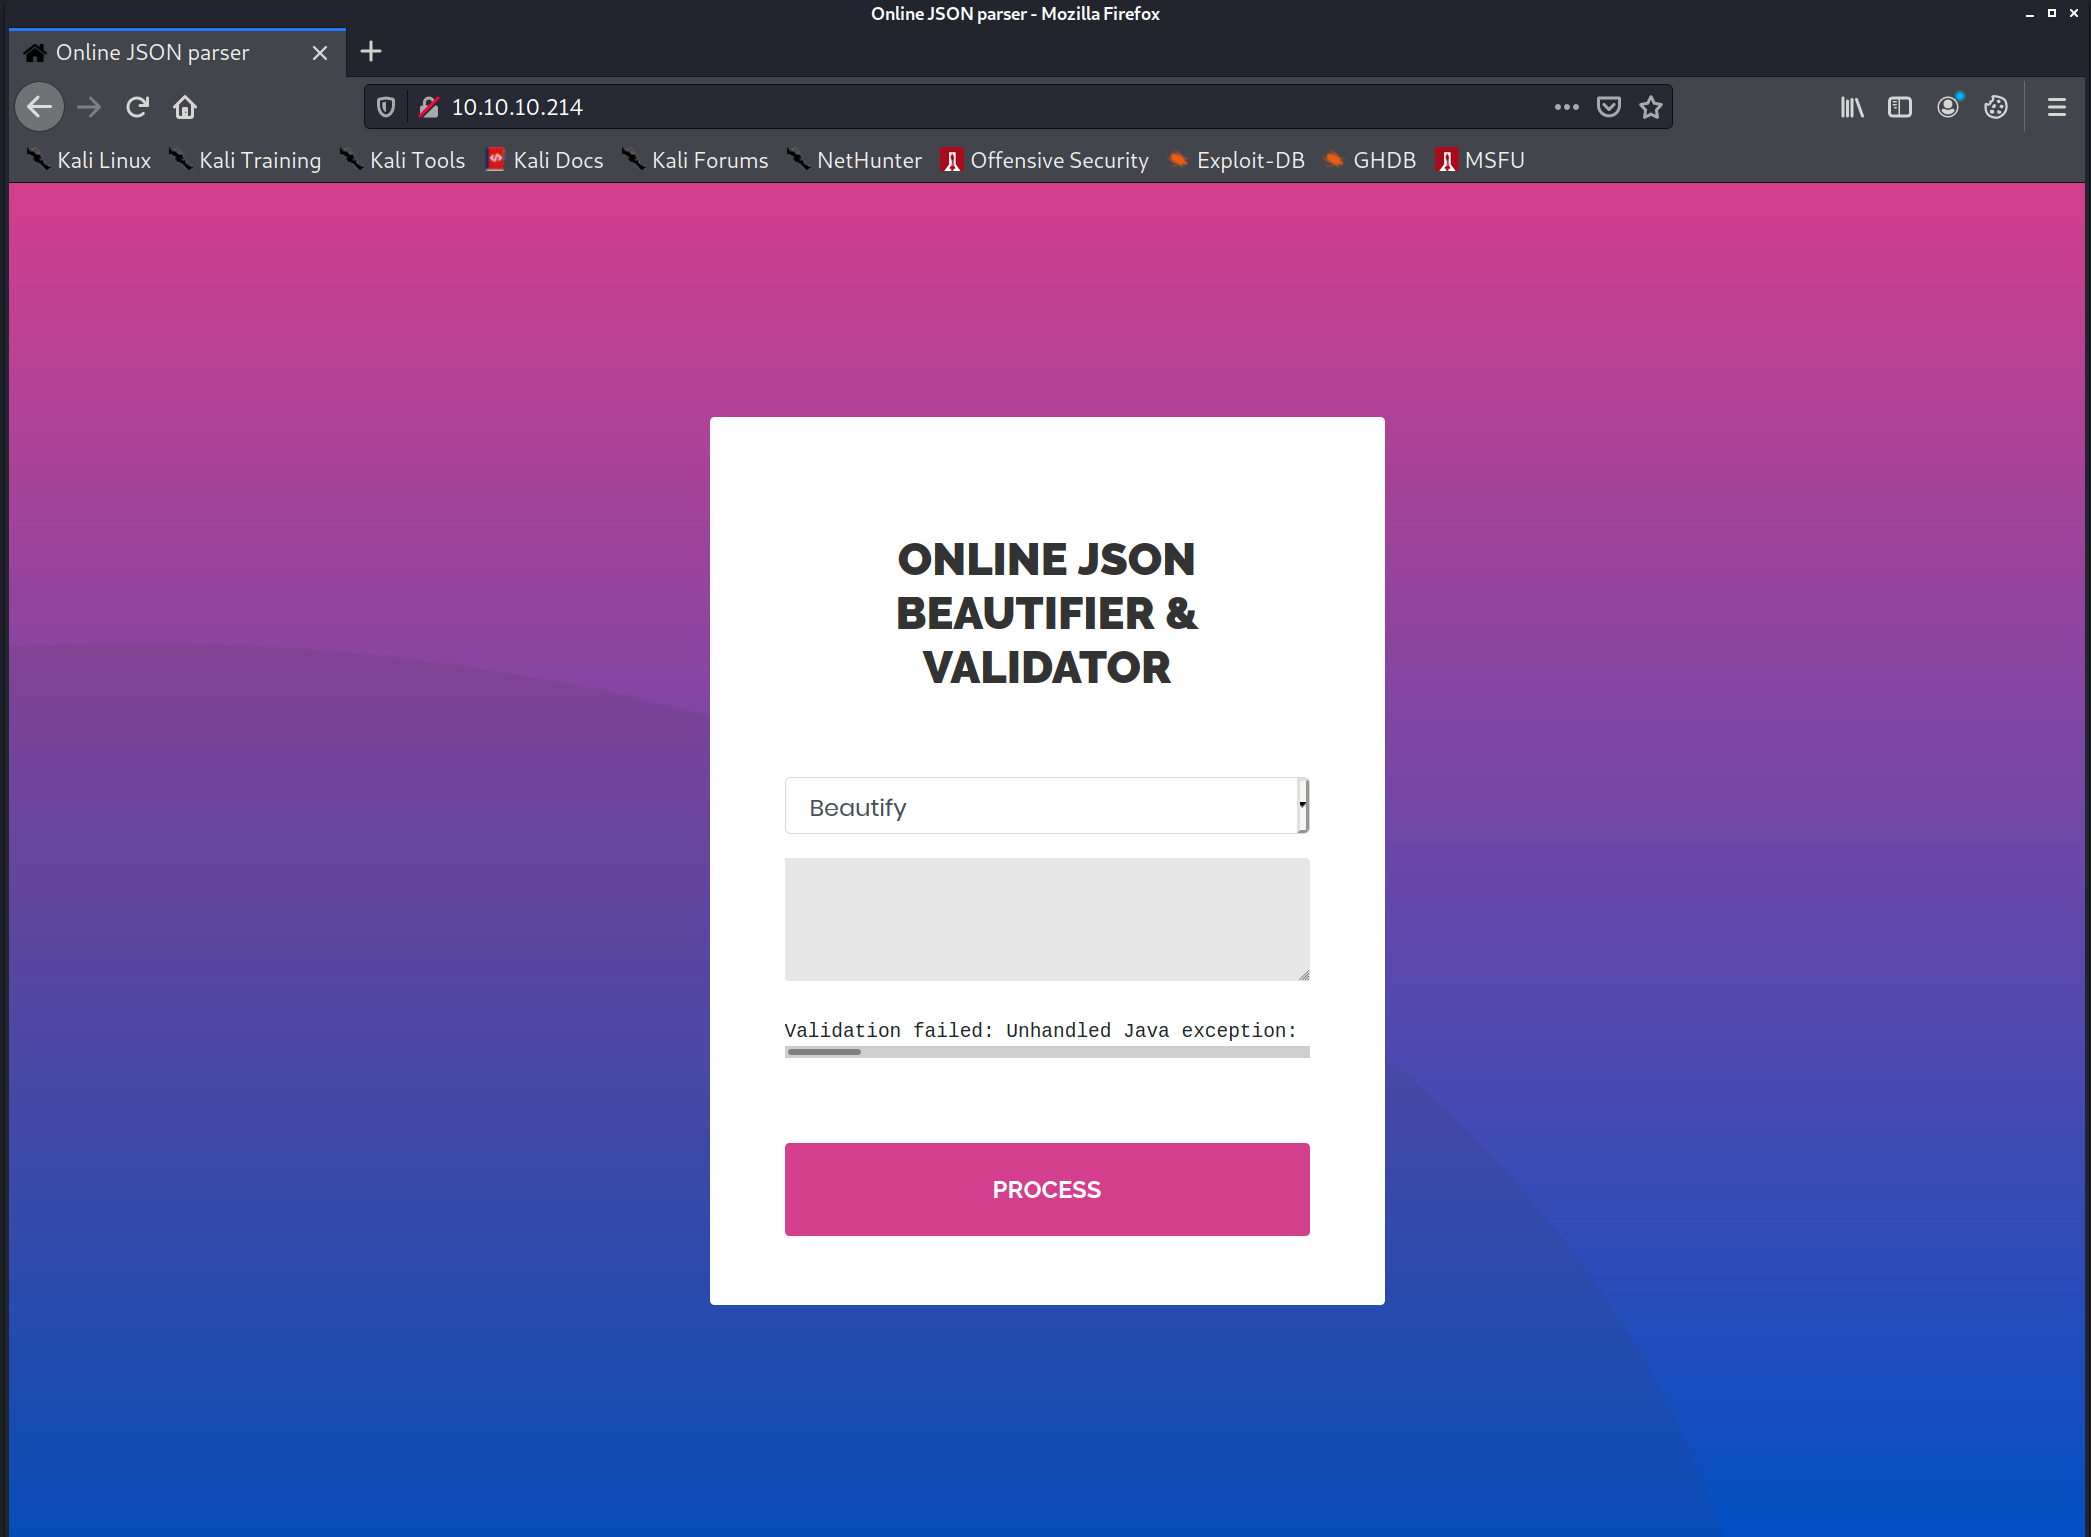 Online JSON parser - Mozilla Firefox
Online JSON parser
10.10.10.214
Kali Linux Kali Training Kali Tools Kali Docs Kali Forums NetHunter Offensive Security Exploit-DB GHDB MSFU
ONLINE JSON
BEAUTIFIER &
VALIDATOR
Beautify
Validation failed: Unhandled Java exception:
PROCESS